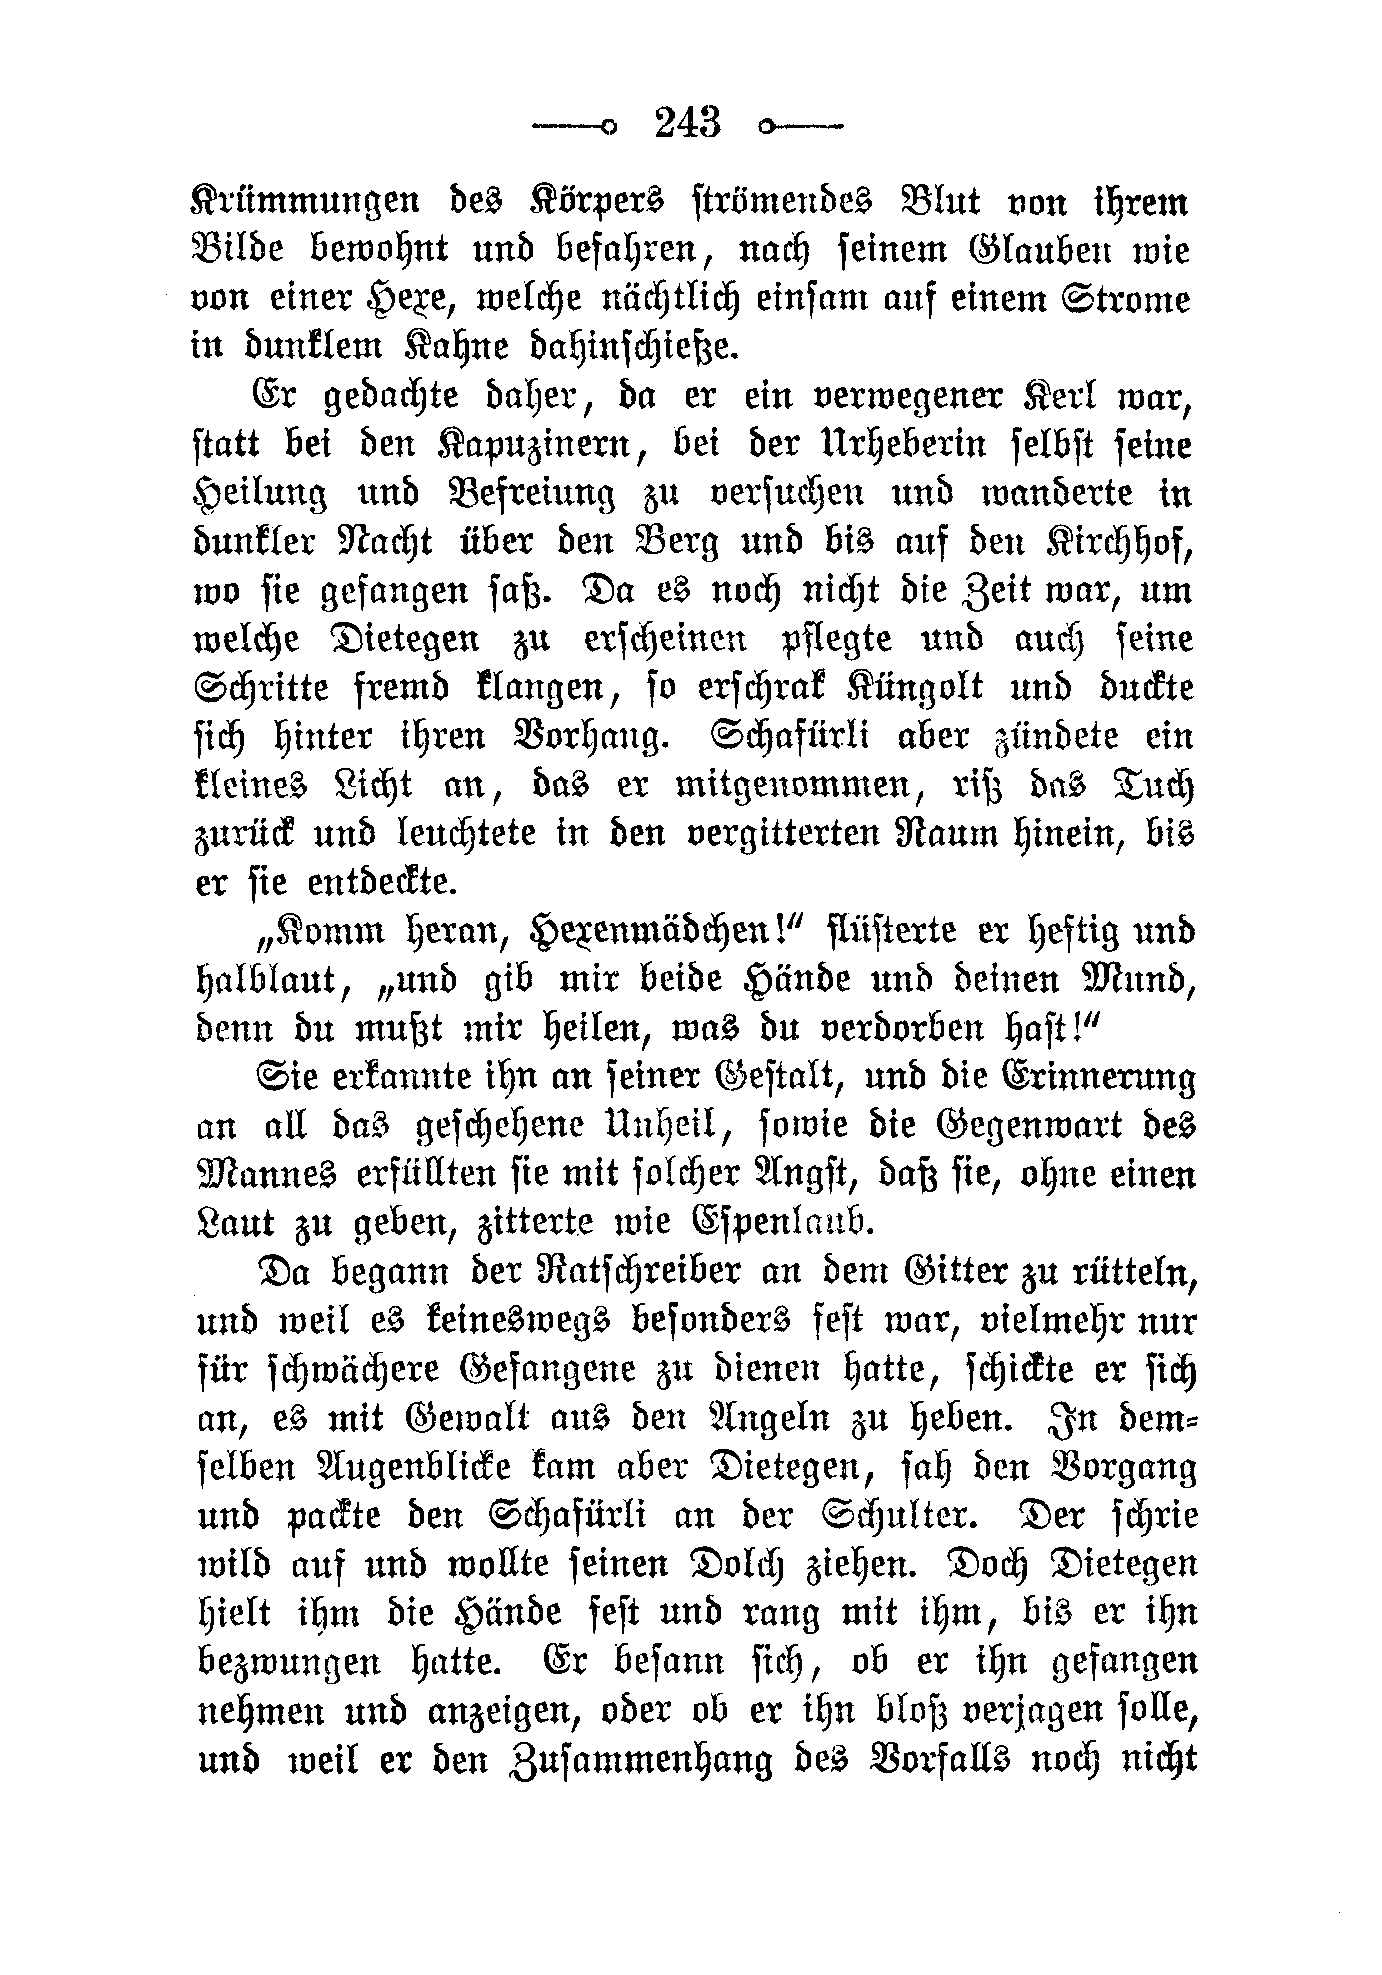 243
Krümmungen des Körpers strömendes Blut von ihrem
Bilde bewohnt und befahren, nach seinem Glauben wie
von einer Hexe, welche nächtlich einsam auf einem Strome
in dunklem Kahne dahinschieße.
Er gedachte daher, da er ein verwegener Kerl war,
statt bei den Kapuzinern, bei der Urheberin selbst seine
Heilung und Befreiung zu versuchen und wanderte in
dunkler Nacht über den Berg und bis auf den Kirchhof,
wo sie gefangen saß. Da es noch nicht die Zeit war, um
welche Dietegen zu erscheinen pflegte und auch seine
Schritte fremd klangen, so erschrak Küngolt und duckte
sich hinter ihren Vorhang. Schafürli aber zündete ein
kleines Licht an, das er mitgenommen, riß das Tuch
zurück und leuchtete in den vergitterten Raum hinein, bis
er sie entdeckte.
„Komm heran, Hexenmädchen!“ flüsterte er heftig und
halblaut, „und gib mir beide Hände und deinen Mund,
denn du mußt mir heilen, was du verdorben hast!“
Sie erkannte ihn an seiner Gestalt, und die Erinnerung
an all das geschehene Unheil, sowie die Gegenwart des
Mannes erfüllten sie mit solcher Angst, daß sie, ohne einen
Laut zu geben, zitterte wie Espenlaub.
Da begann der Ratschreiber an dem Gitter zu rütteln,
und weil es keineswegs besonders fest war, vielmehr nur
für schwächere Gefangene zu dienen hatte, schickte er sich
an, es mit Gewalt aus den Angeln zu heben. In dem-
selben Augenblicke kam aber Dietegen, sah den Vorgang
und packte den Schafürli an der Schulter. Der schrie
wild auf und wollte seinen Dolch ziehen. Doch Dietegen
hielt ihm die Hände fest und rang mit ihm, bis er ihn
bezwungen hatte. Er besann sich, ob er ihn gefangen
nehmen und anzeigen, oder ob er ihn bloß verjagen solle,
und weil er den Zusammenhang des Vorfalls noch nicht